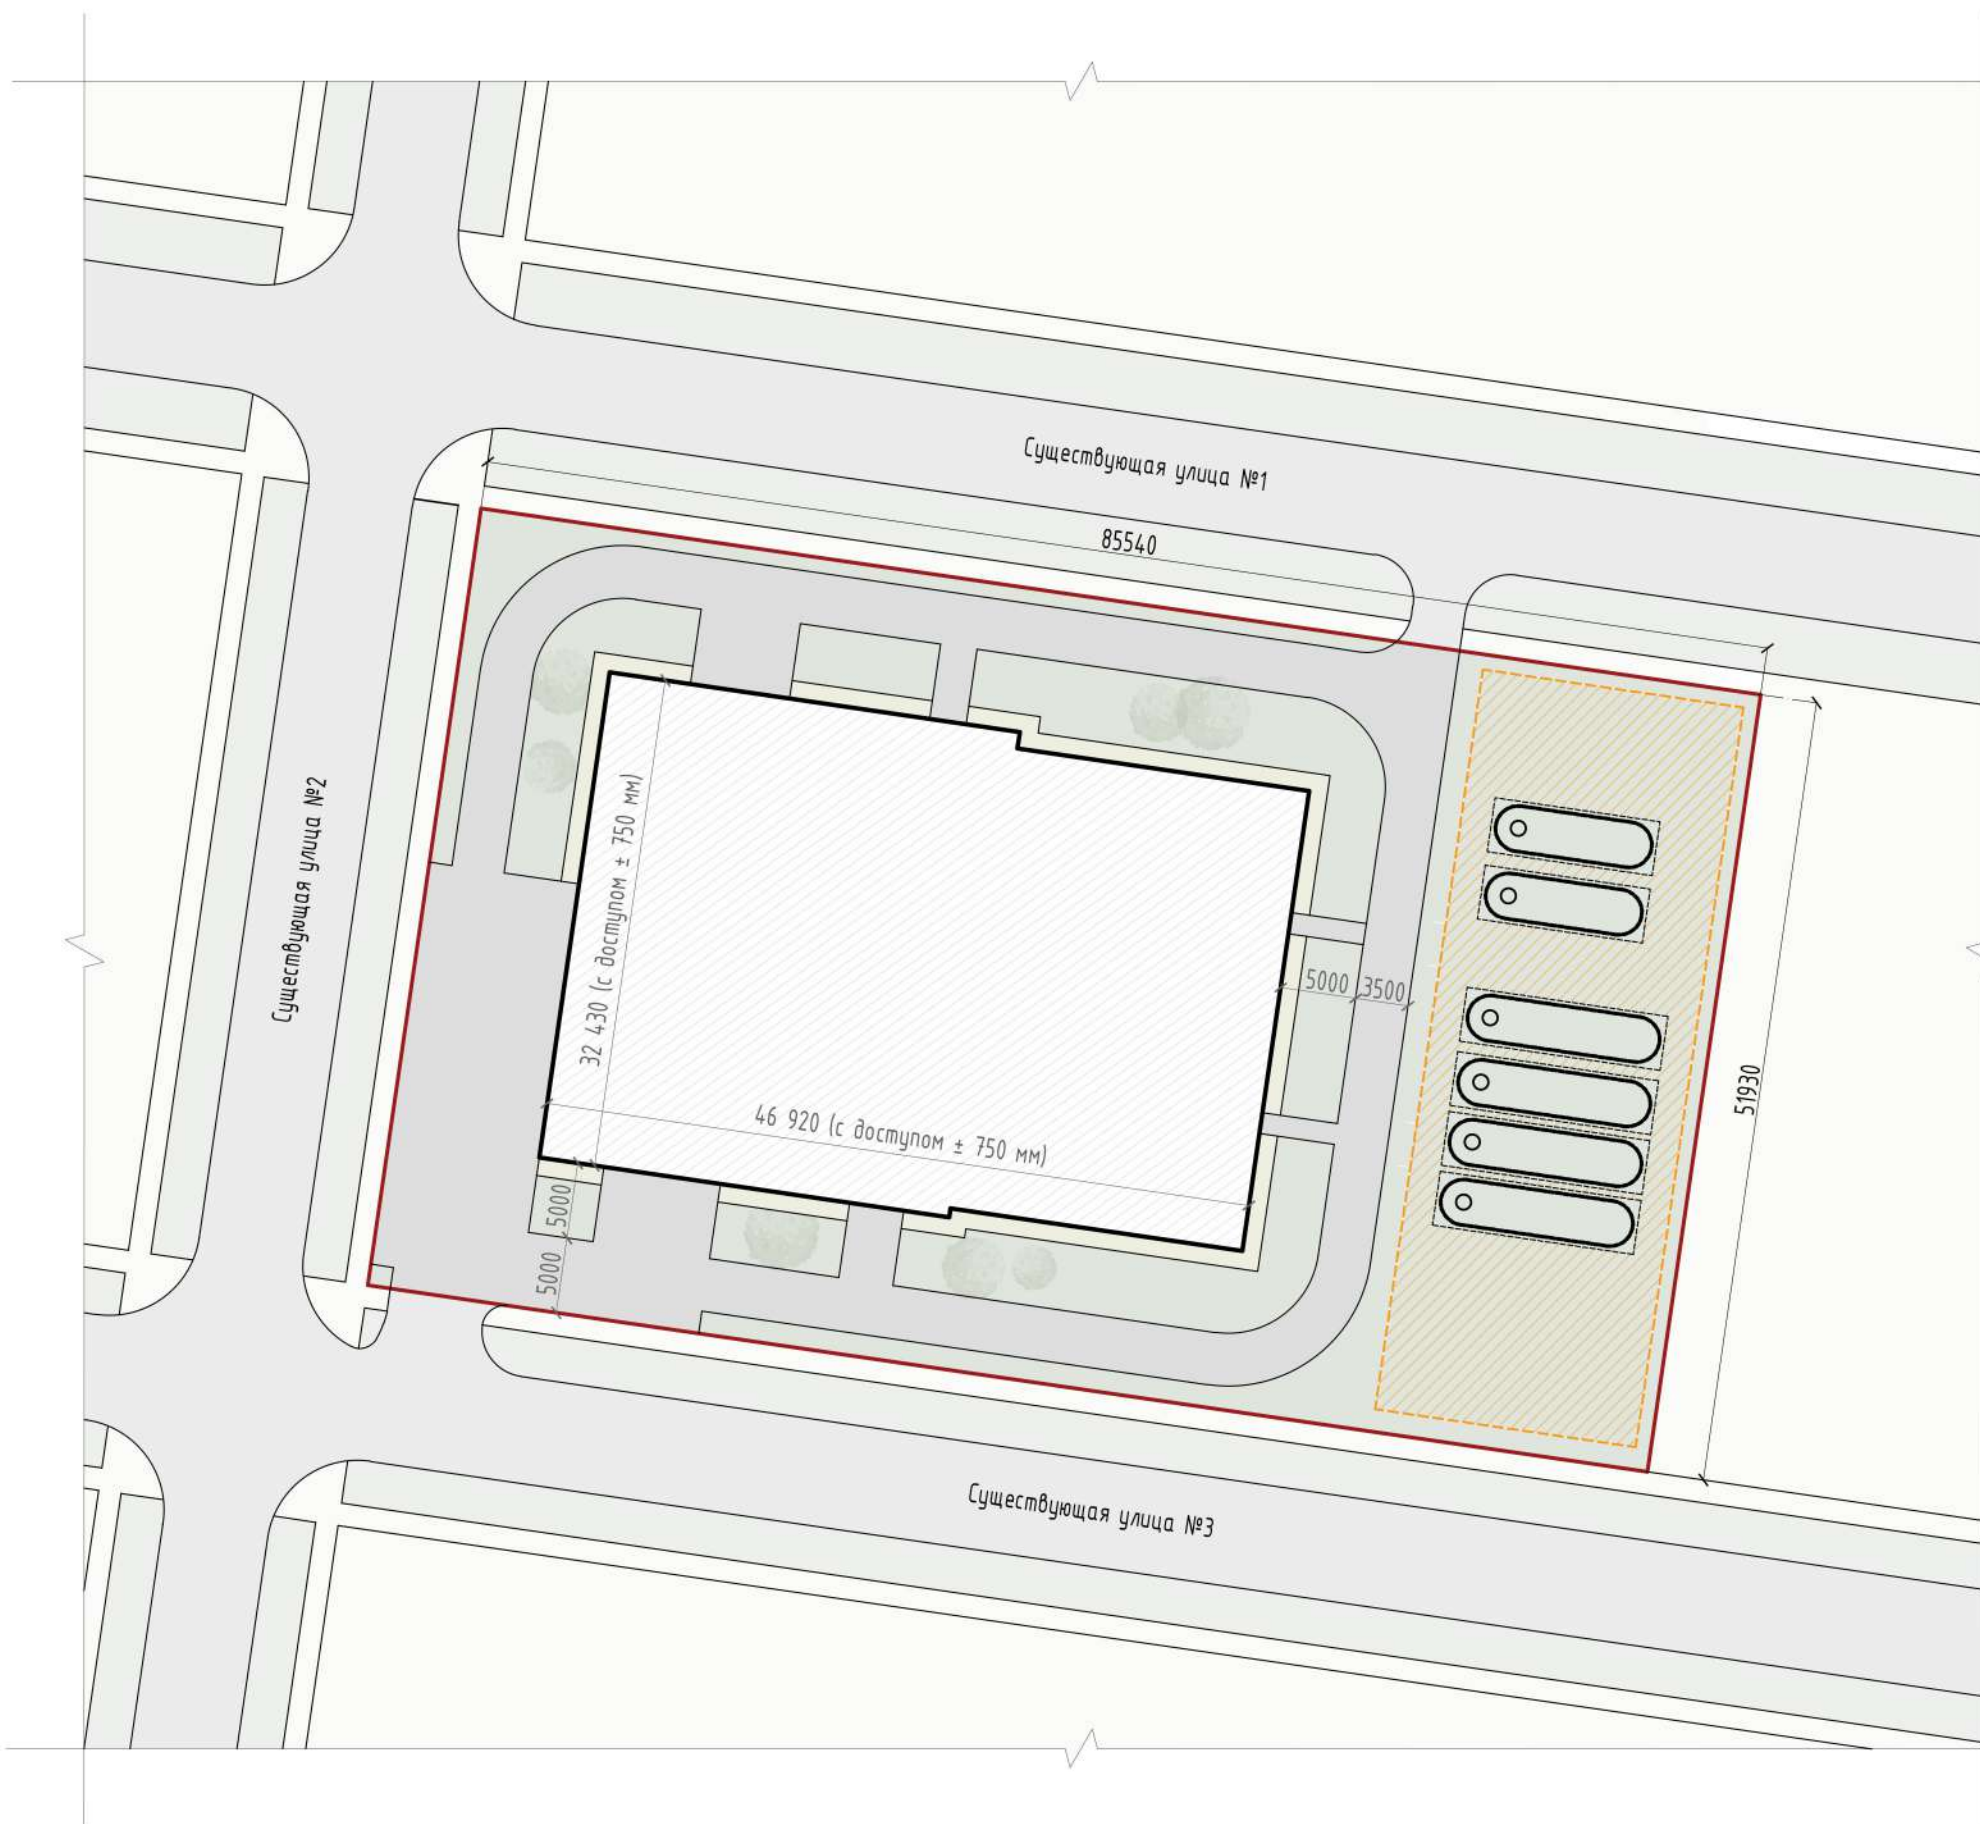 Существующая улица №1
85540
Существующая улица №2
32 430 (с доступом ± 750 мм)
5000
3500
46 920 (с доступом ± 750 мм)
51930
5000
5000
Существующая улица №3